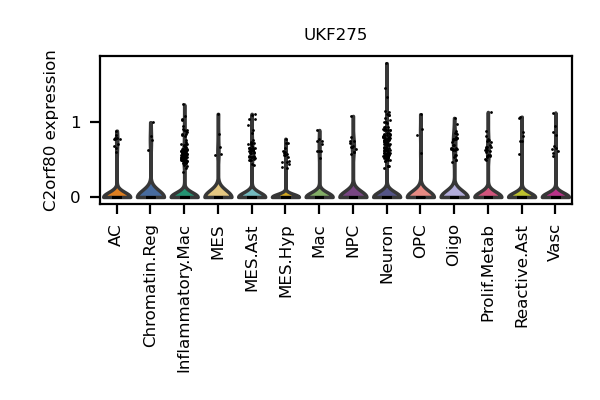 UKF275
C2orf80 expression
1
0
AC
Chromatin.Reg
Inflammatory.Mac
MES
MES.Ast
MES.Hyp
Mac
NPC
Neuron
OPC
Oligo
Prolif.Metab
Reactive.Ast
Vasc